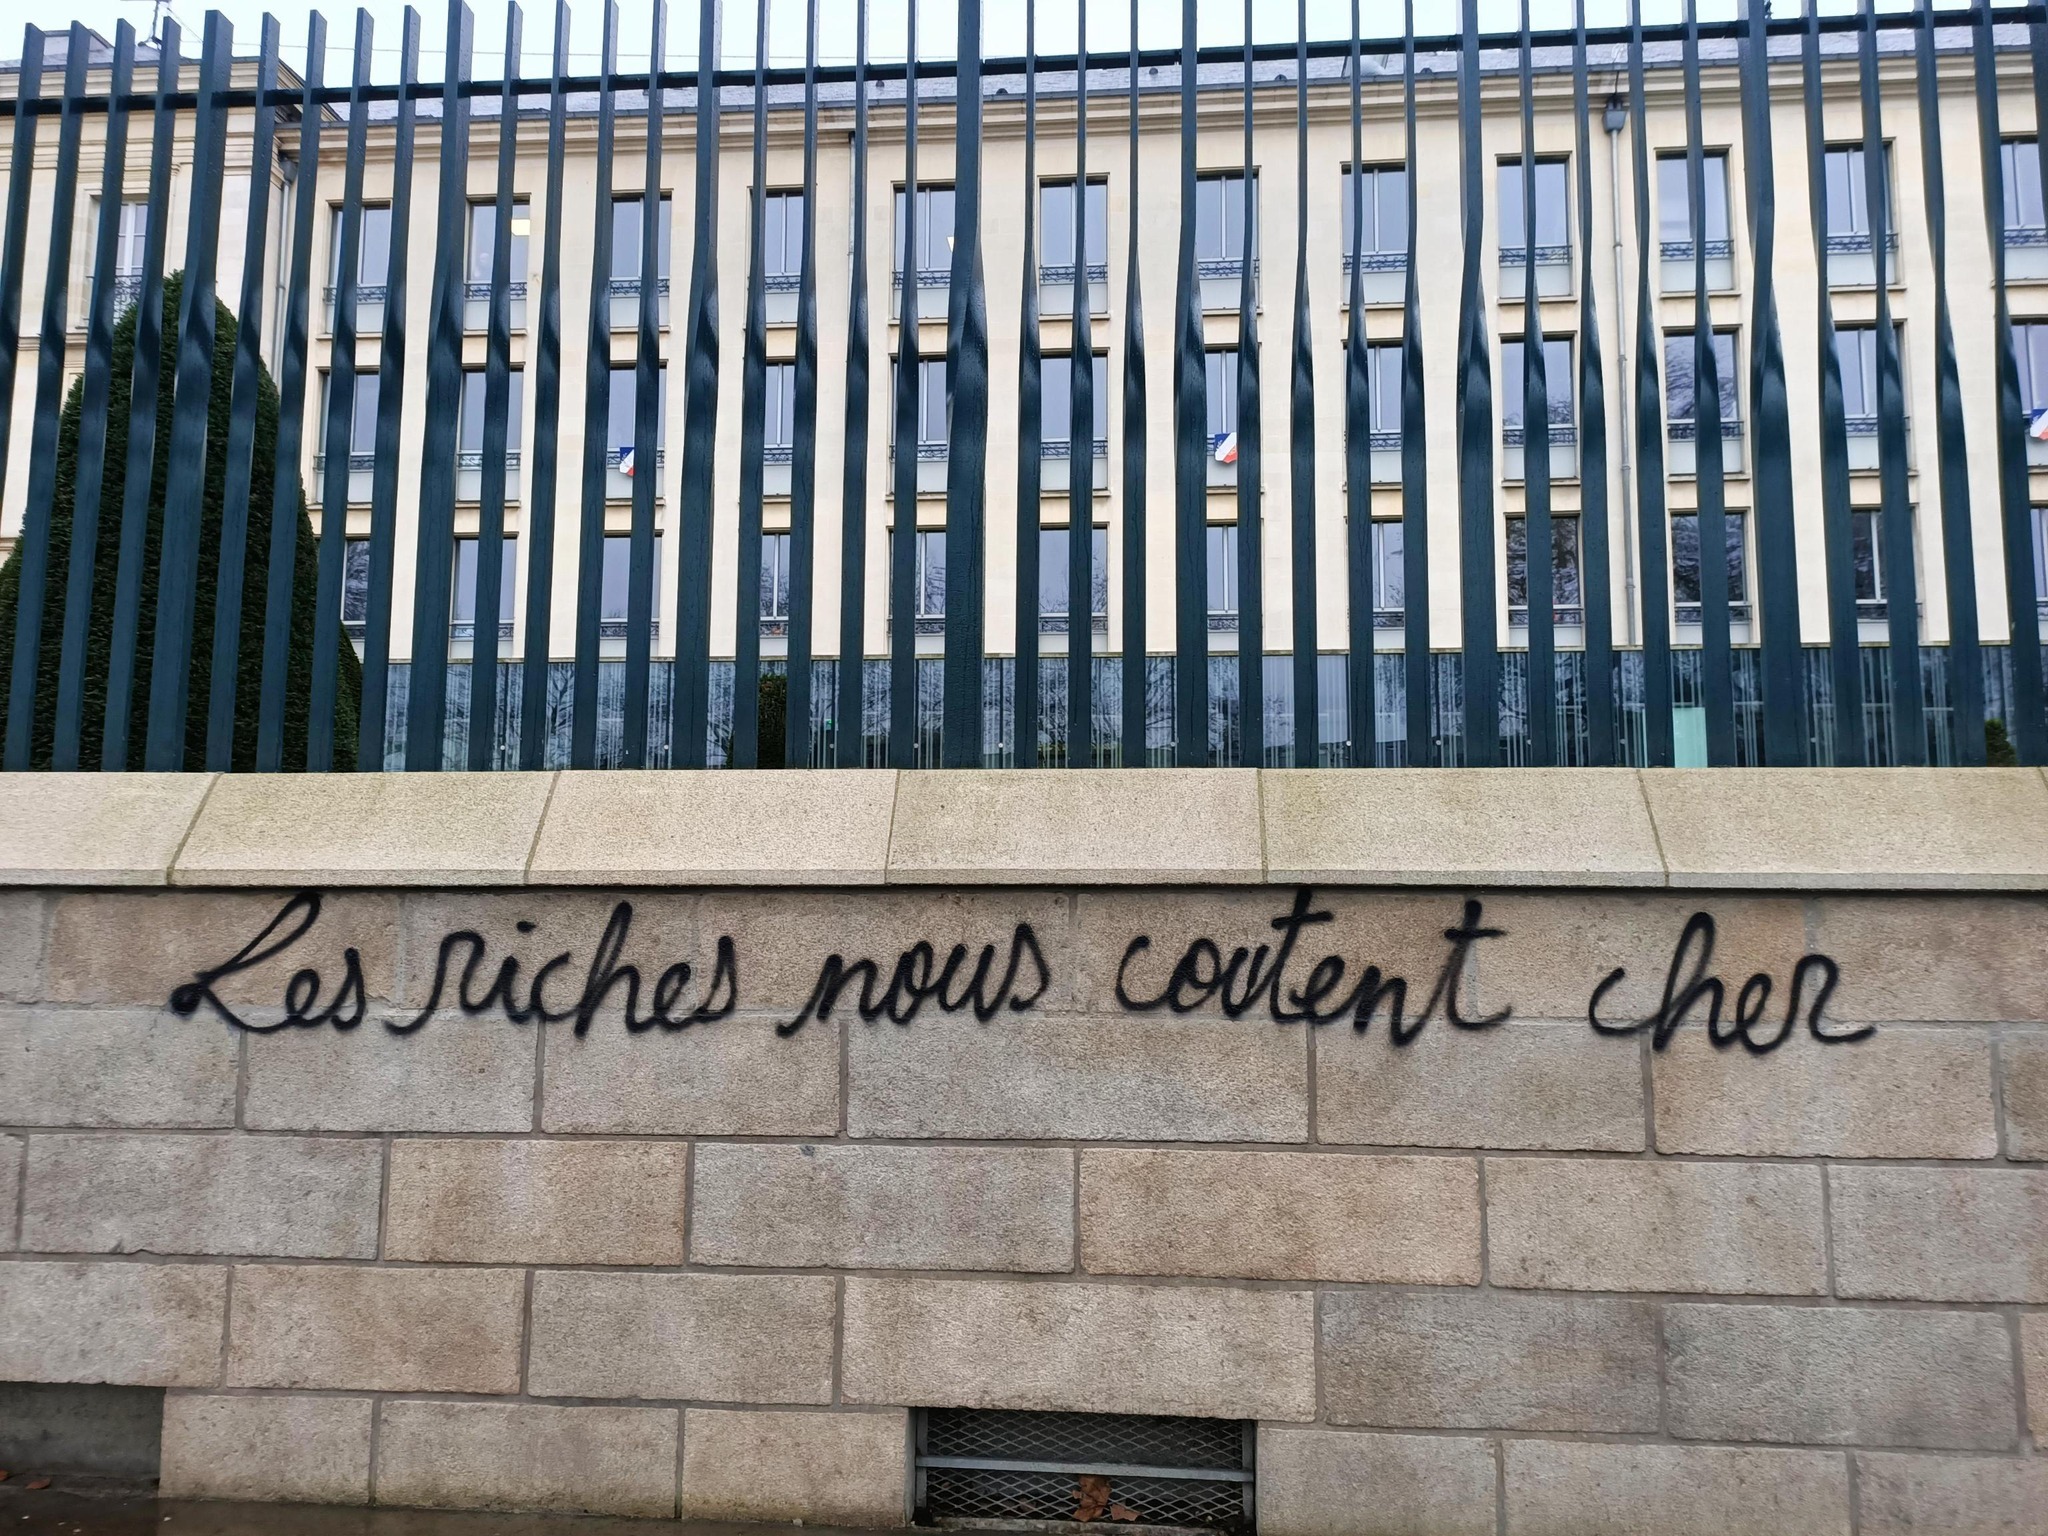 Les riches nous coutent cher